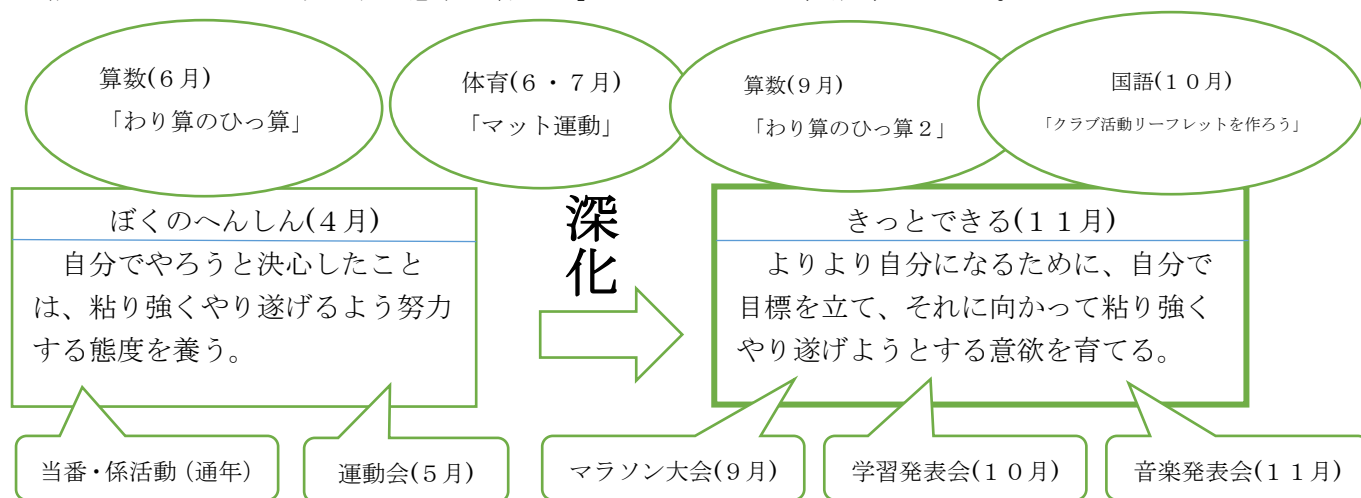 算数(６月)
「わり算のひっ算」
体育(６・７月)
「マット運動」
算数(９月)
「わり算のひっ算２」
国語(１０月)
「クラブ活動リーフレットを作ろう」
ぼくのへんしん(４月)
自分でやろうと決心したこと
は、粘り強くやり遂げるよう努力
する態度を養う。
深
化
きっとできる(１１月)
よりより自分になるために、自分で
目標を立て、それに向かって粘り強く
やり遂げようとする意欲を育てる。
当番・係活動（通年）
運動会(５月)
マラソン大会(９月)
学習発表会(１０月)
音楽発表会(１１月)